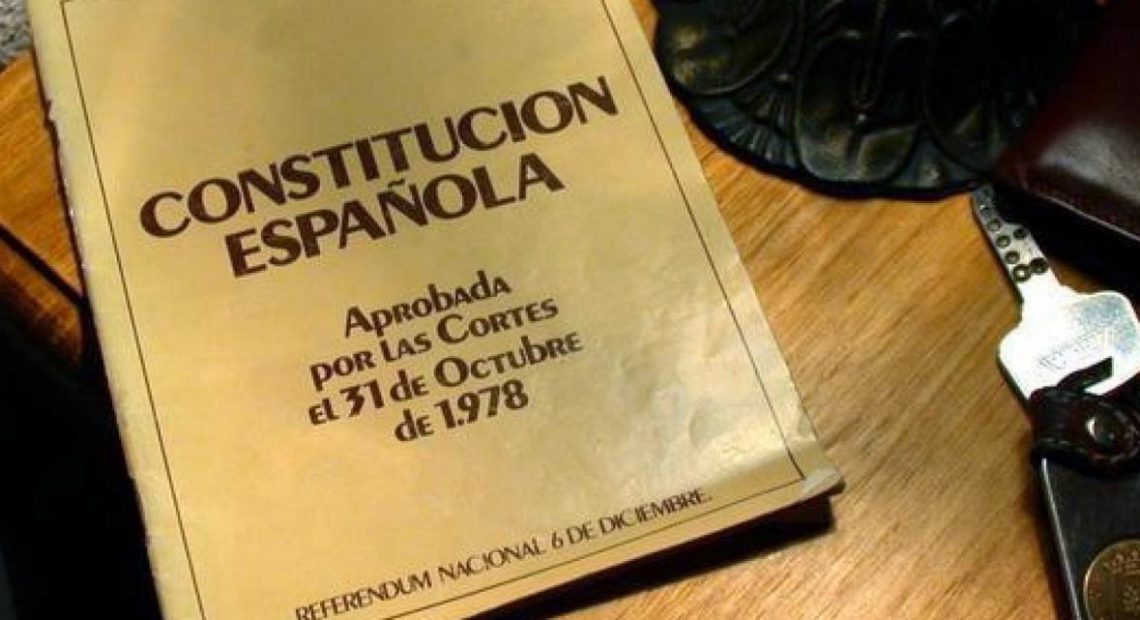 CONSTITUCION
ESPAÑOLA
Aprobada
por las Cortes
el 31 de Octubre
de 1.978
REFERENDUM NACIONAL 6 DE DICIEMBRE.